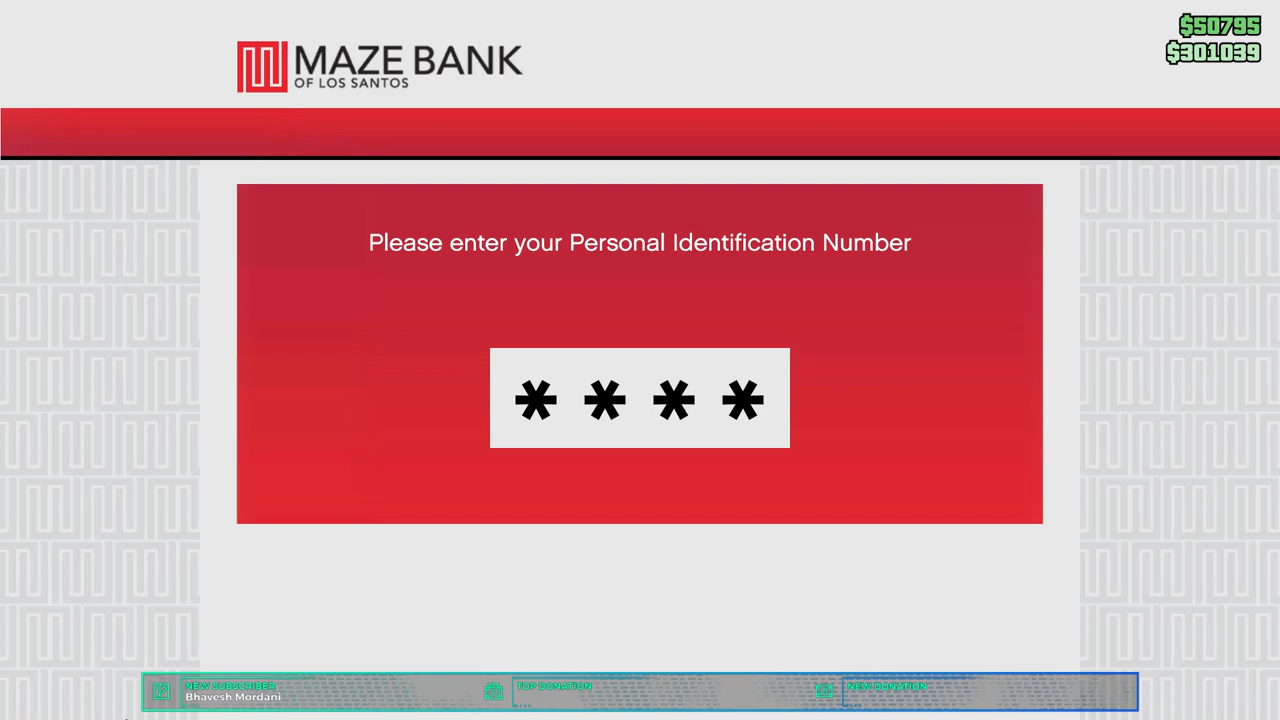 $50795
$301039
MAZE BANK
OF LOS SANTOS
Please enter your Personal Identification Number
* * * *
NEW SUBSCRIBER
Bhavesh Mordani
TOP DONATION
NEW DONATION